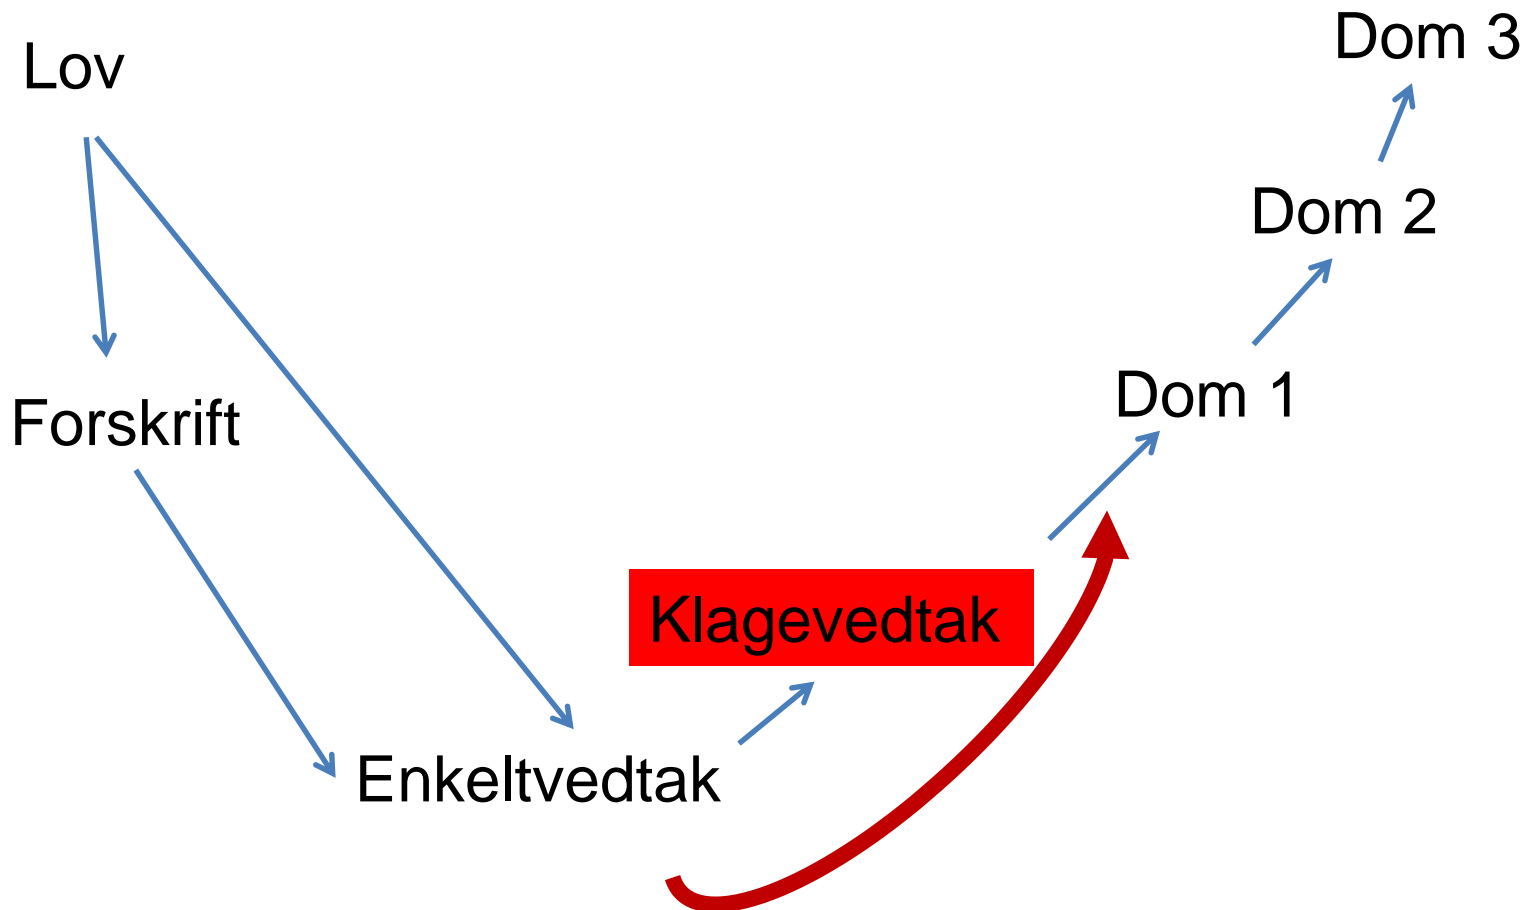 Lov
Forskrift
Enkeltvedtak
Klagevedtak
Dom 1
Dom 2
Dom 3